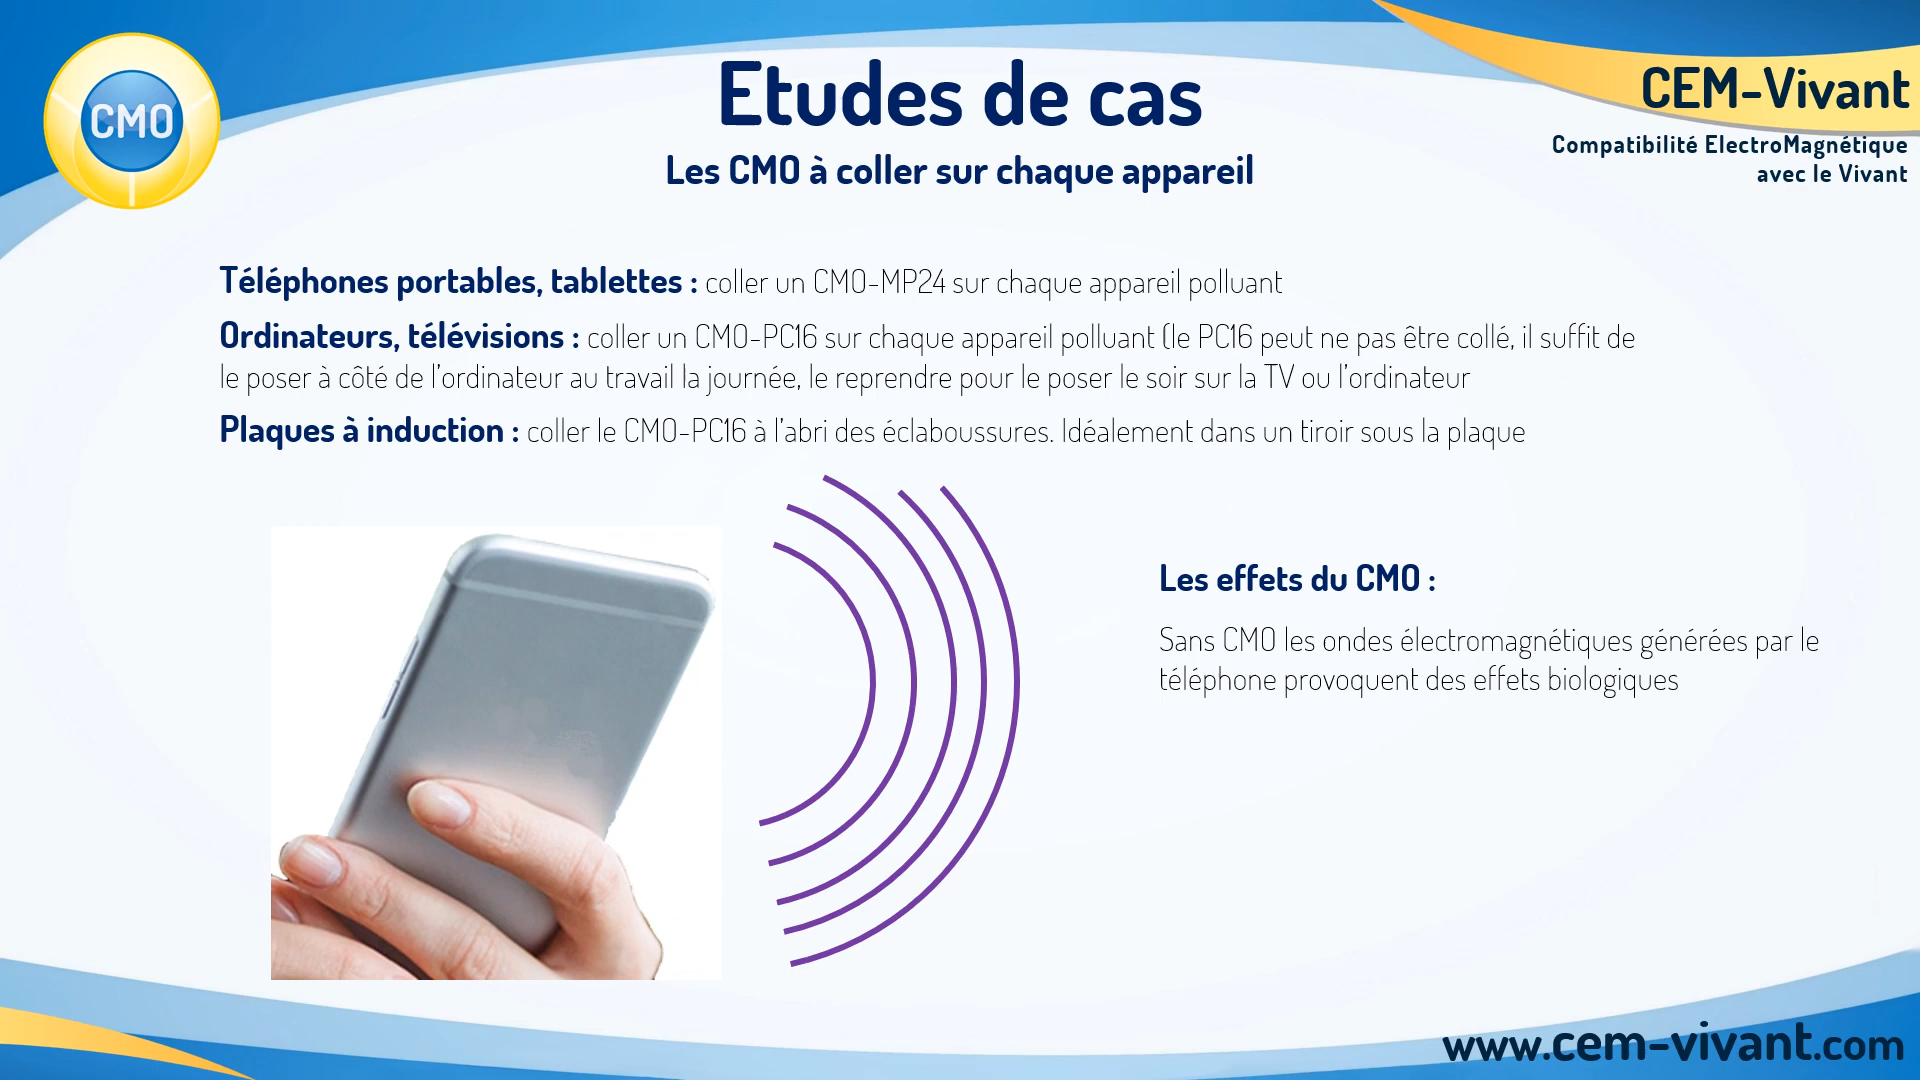 CMO
Etudes de cas
Les CMO à coller sur chaque appareil
CEM-Vivant
Compatibilité ElectroMagnétique
avec le Vivant
Téléphones portables, tablettes : coller un CMO-MP24 sur chaque appareil polluant
Ordinateurs, télévisions : coller un CMO-PC16 sur chaque appareil polluant (le PC16 peut ne pas être collé, il suffit de
le poser à côté de l'ordinateur au travail la journée, le reprendre pour le poser le soir sur la TV ou l'ordinateur
Plaques à induction : coller le CMO-PC16 à l'abri des éclaboussures. Idéalement dans un tiroir sous la plaque
Les effets du CMO :
Sans CMO les ondes électromagnétiques générées par le
téléphone provoquent des effets biologiques
www.cem-vivant.com